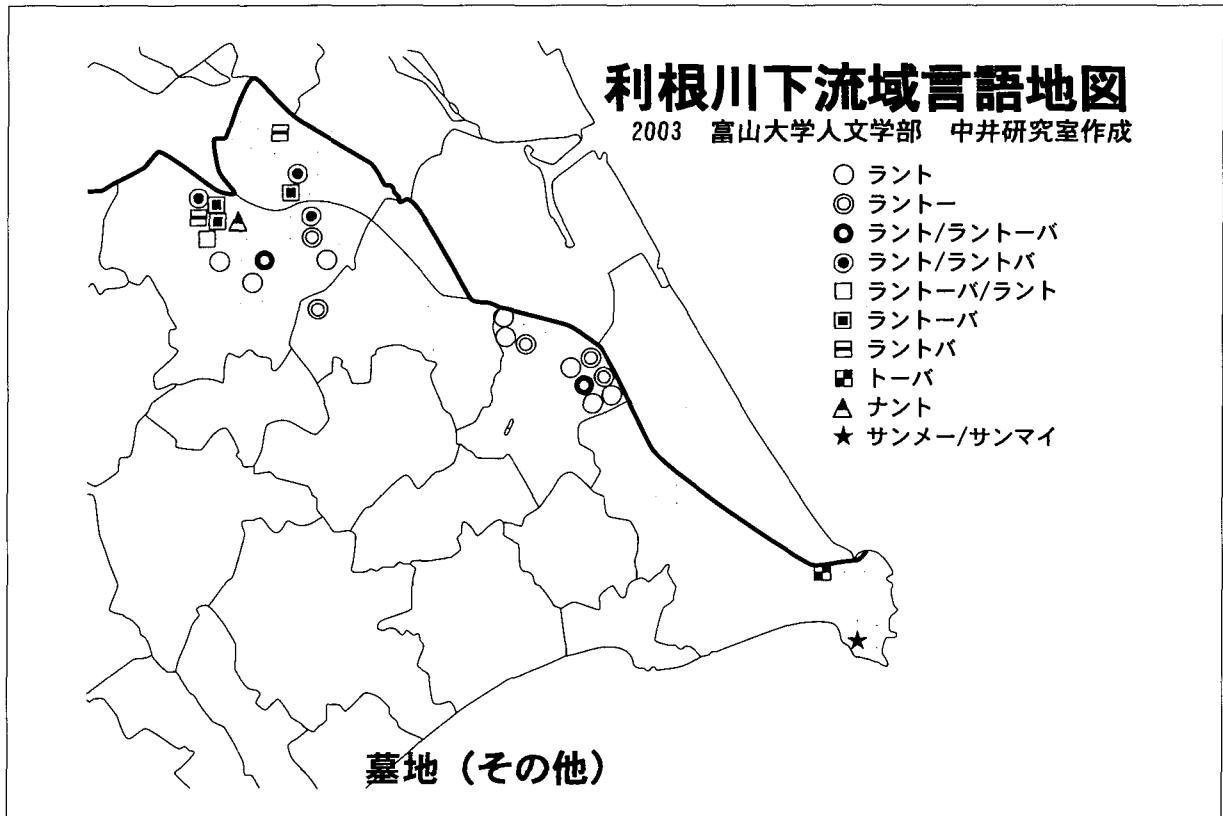 利根川下流域言語地図
2003 富山大学人文学部 中井研究室作成
○ ラント
◎ ラントー
ラント/ラントーバ
ラント/ラントバ
□ ラントーバ/ラント
ラントーバ
ラントバ
トーバ
ナント
★ サンメー/サンマイ
墓地（その他）